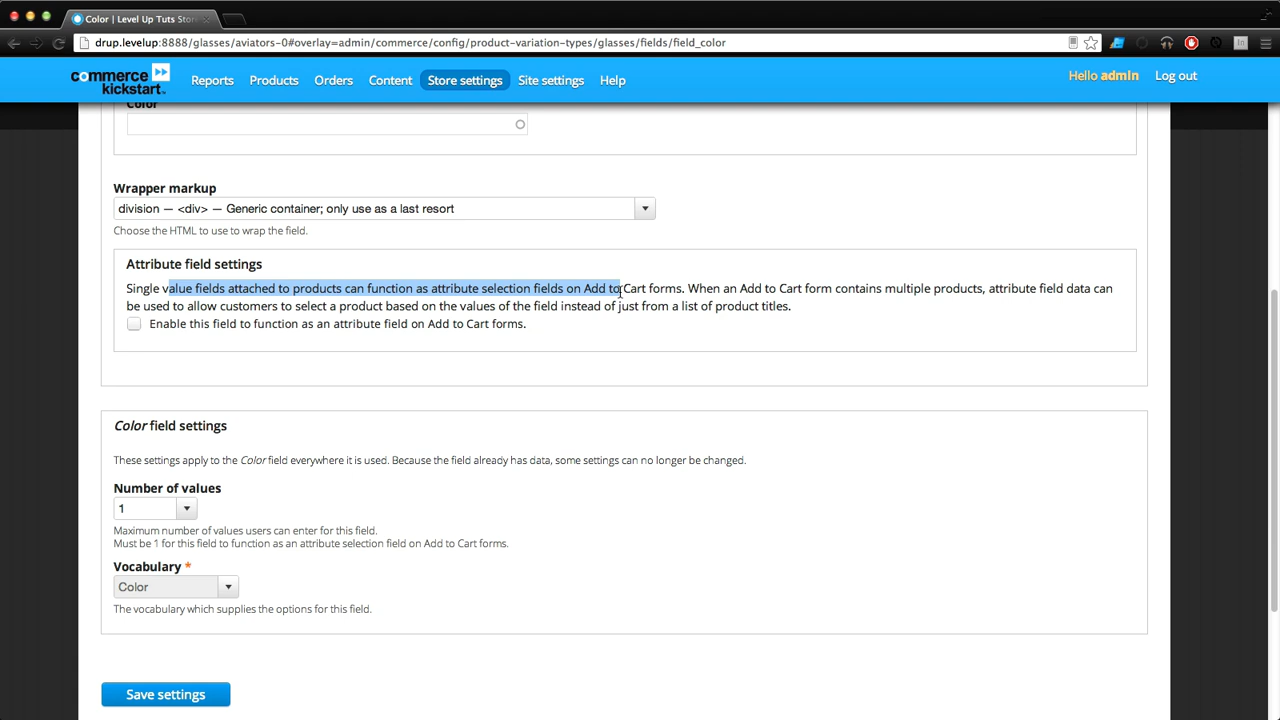 Color | Level Up Tuts Stor
drup.levelup:8888/glasses/aviators-0#overlay=admin/commerce/config/product-variation-types/glasses/fields/field_color
commerce kickstart Reports Products Orders Content Store settings Site settings Help Hello admin Log out
Color
Wrapper markup
division — <div> — Generic container; only use as a last resort
Choose the HTML to use to wrap the field.
Attribute field settings
Single value fields attached to products can function as attribute selection fields on Add to Cart forms. When an Add to Cart form contains multiple products, attribute field data can
be used to allow customers to select a product based on the values of the field instead of just from a list of product titles.
Enable this field to function as an attribute field on Add to Cart forms.
Color field settings
These settings apply to the Color field everywhere it is used. Because the field already has data, some settings can no longer be changed.
Number of values
1
Maximum number of values users can enter for this field.
Must be 1 for this field to function as an attribute selection field on Add to Cart forms.
Vocabulary *
Color
The vocabulary which supplies the options for this field.
Save settings